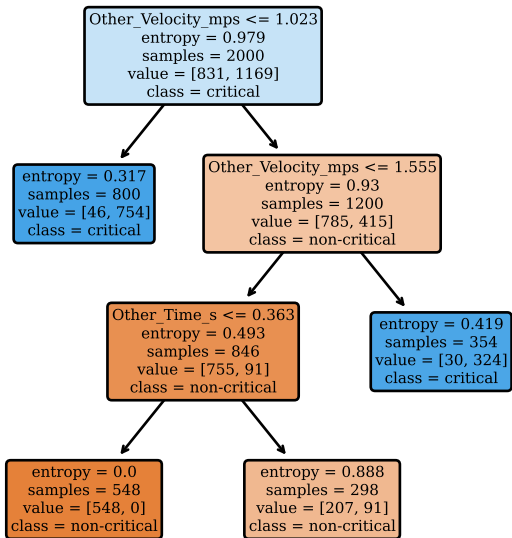 Other_Velocity_mps <= 1.023
entropy = 0.979
samples = 2000
value = [831, 1169]
class = critical
entropy = 0.317
samples = 800
value = [46, 754]
class = critical
Other_Velocity_mps <= 1.555
entropy = 0.93
samples = 1200
value = [785, 415]
class = non-critical
Other_Time_s <= 0.363
entropy = 0.493
samples = 846
value = [755, 91]
class = non-critical
entropy = 0.419
samples = 354
value = [30, 324]
class = critical
entropy = 0.0
samples = 548
value = [548, 0]
class = non-critical
entropy = 0.888
samples = 298
value = [207, 91]
class = non-critical